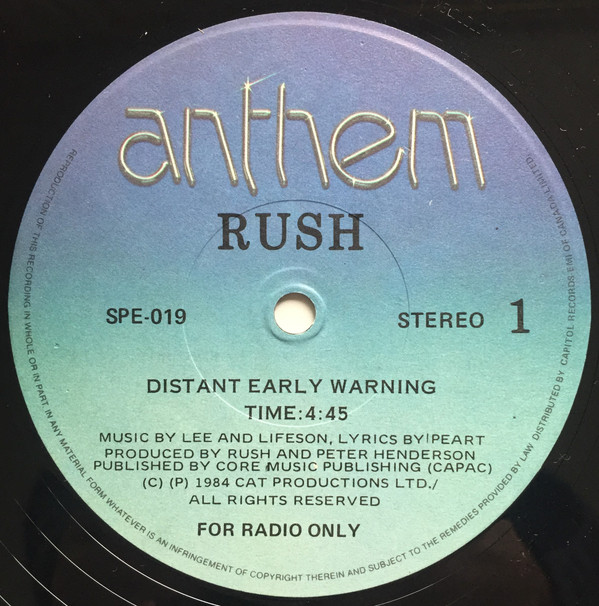 anthem
RUSH
SPE-019
STEREO 1
DISTANT EARLY WARNING
TIME:4:45
MUSIC BY LEE AND LIFESON, LYRICS BY PEART
PRODUCED BY RUSH AND PETER HENDERSON
PUBLISHED BY CORE MUSIC PUBLISHING (CAPAC)
(C) (P) 1984 CAT PRODUCTIONS LTD./
ALL RIGHTS RESERVED
FOR RADIO ONLY
REPRODUCTION OF THIS RECORDING IN WHOLE OR IN PART, IN ANY MATERIAL FORM WHATEVER IS AN INFRINGEMENT OF COPYRIGHT THEREIN AND SUBJECT TO THE REMEDIES PROVIDED BY LAW DISTRIBUTED BY CAPITOL RECORDS-EMI OF CANADA LIMITED